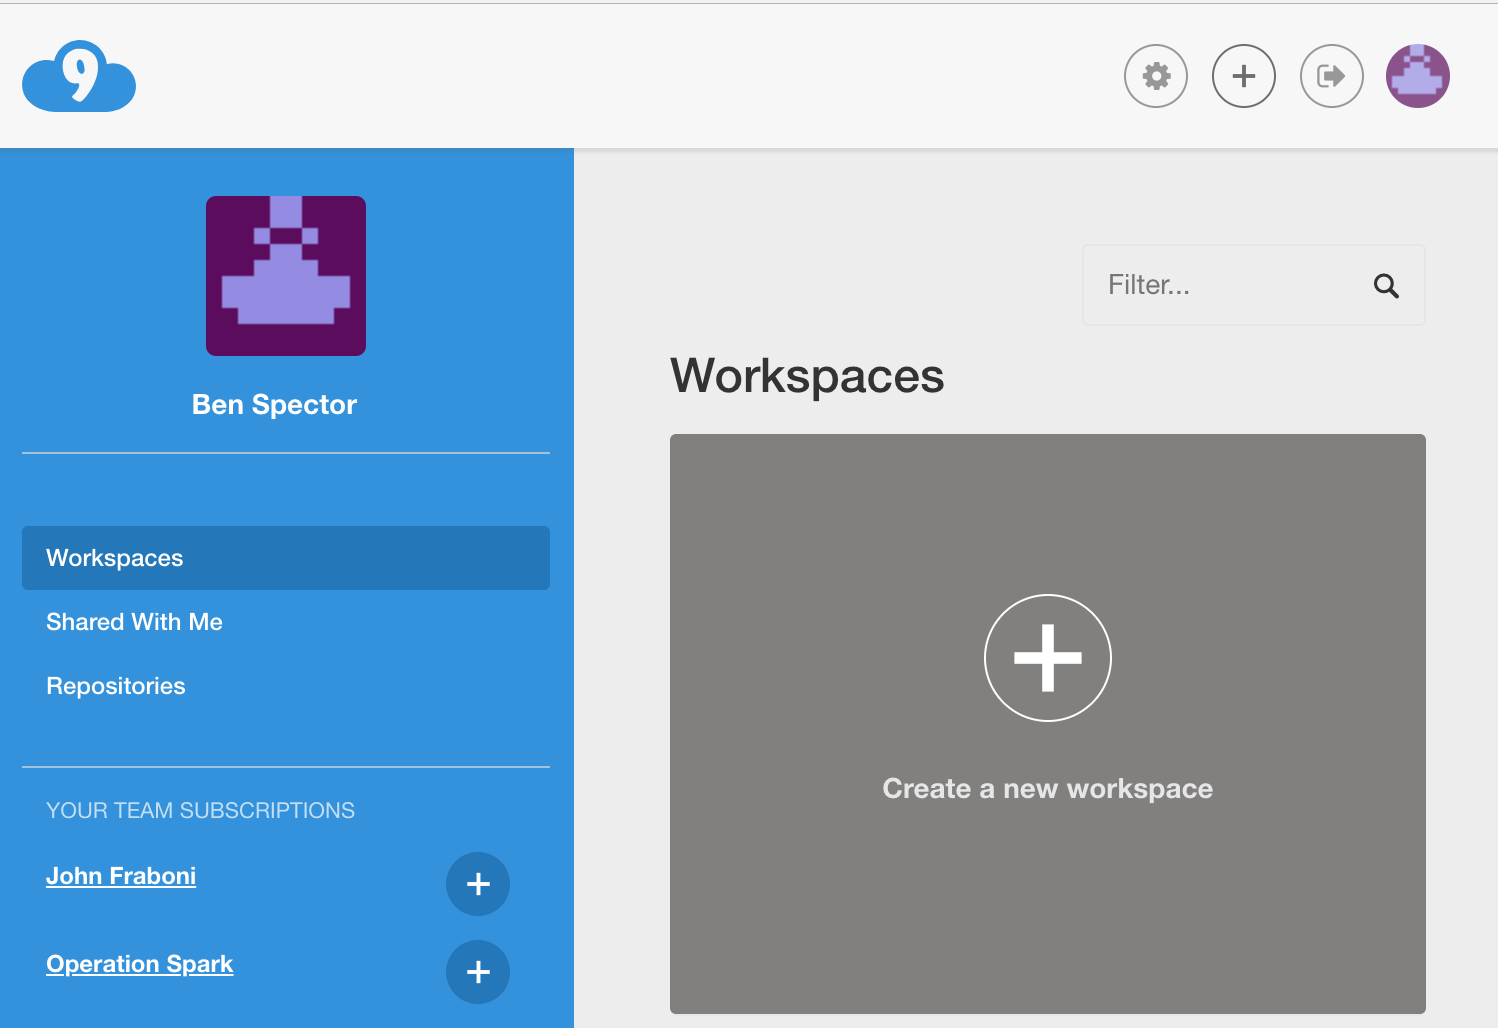 9
Ben Spector
Workspaces
Shared With Me
Repositories
YOUR TEAM SUBSCRIPTIONS
John Fraboni
Operation Spark
Filter...
Workspaces
Create a new workspace